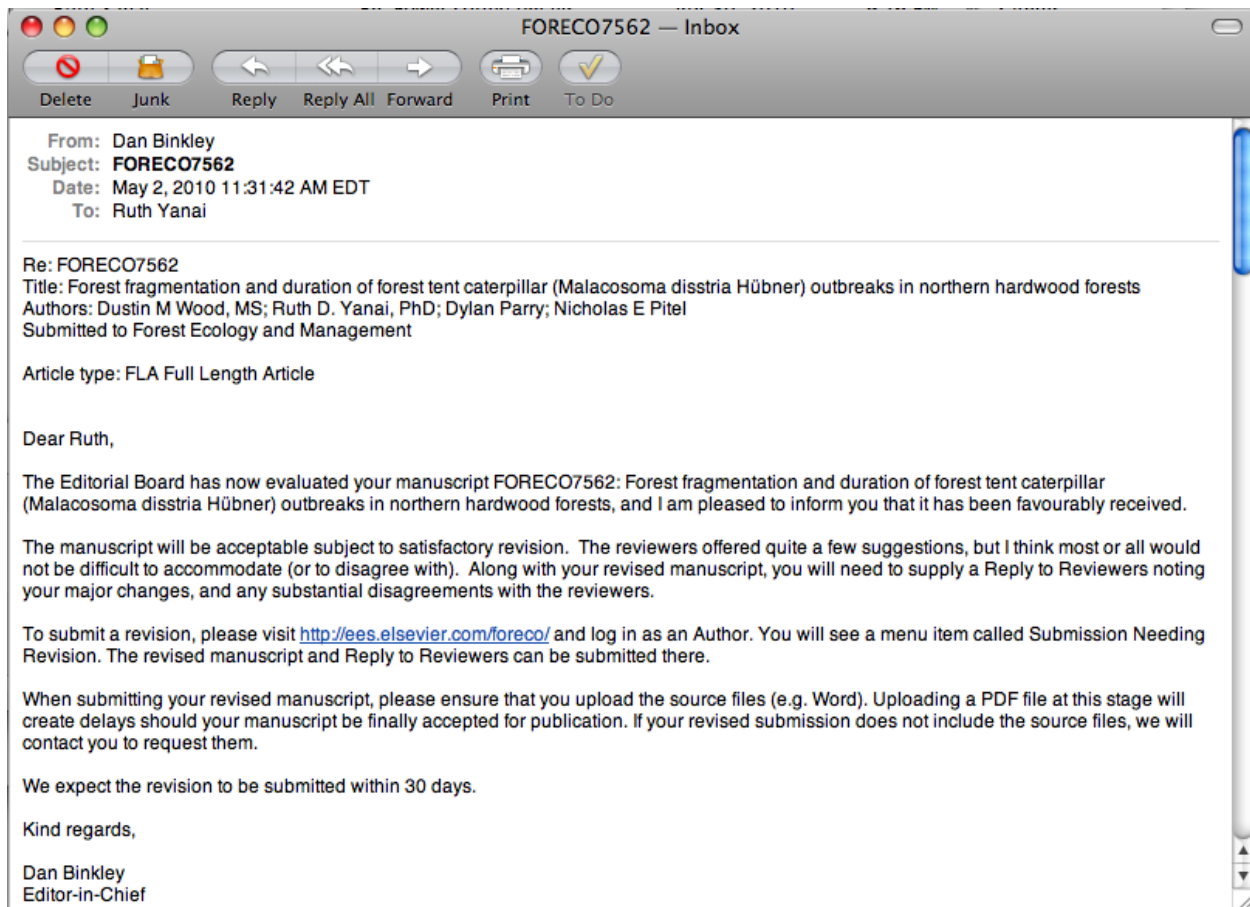 FORECO7562 — Inbox
Delete Junk Reply Reply All Forward Print To Do
From: Dan Binkley
Subject: FORECO7562
Date: May 2, 2010 11:31:42 AM EDT
To: Ruth Yanai
Re: FORECO7562
Title: Forest fragmentation and duration of forest tent caterpillar (Malacosoma disstria Hübner) outbreaks in northern hardwood forests
Authors: Dustin M Wood, MS; Ruth D. Yanai, PhD; Dylan Parry; Nicholas E Pitel
Submitted to Forest Ecology and Management
Article type: FLA Full Length Article
Dear Ruth,
The Editorial Board has now evaluated your manuscript FORECO7562: Forest fragmentation and duration of forest tent caterpillar
(Malacosoma disstria Hübner) outbreaks in northern hardwood forests, and I am pleased to inform you that it has been favourably received.
The manuscript will be acceptable subject to satisfactory revision.  The reviewers offered quite a few suggestions, but I think most or all would
not be difficult to accommodate (or to disagree with).  Along with your revised manuscript, you will need to supply a Reply to Reviewers noting
your major changes, and any substantial disagreements with the reviewers.
To submit a revision, please visit http://ees.elsevier.com/foreco/ and log in as an Author. You will see a menu item called Submission Needing
Revision. The revised manuscript and Reply to Reviewers can be submitted there.
When submitting your revised manuscript, please ensure that you upload the source files (e.g. Word). Uploading a PDF file at this stage will
create delays should your manuscript be finally accepted for publication. If your revised submission does not include the source files, we will
contact you to request them.
We expect the revision to be submitted within 30 days.
Kind regards,
Dan Binkley
Editor-in-Chief